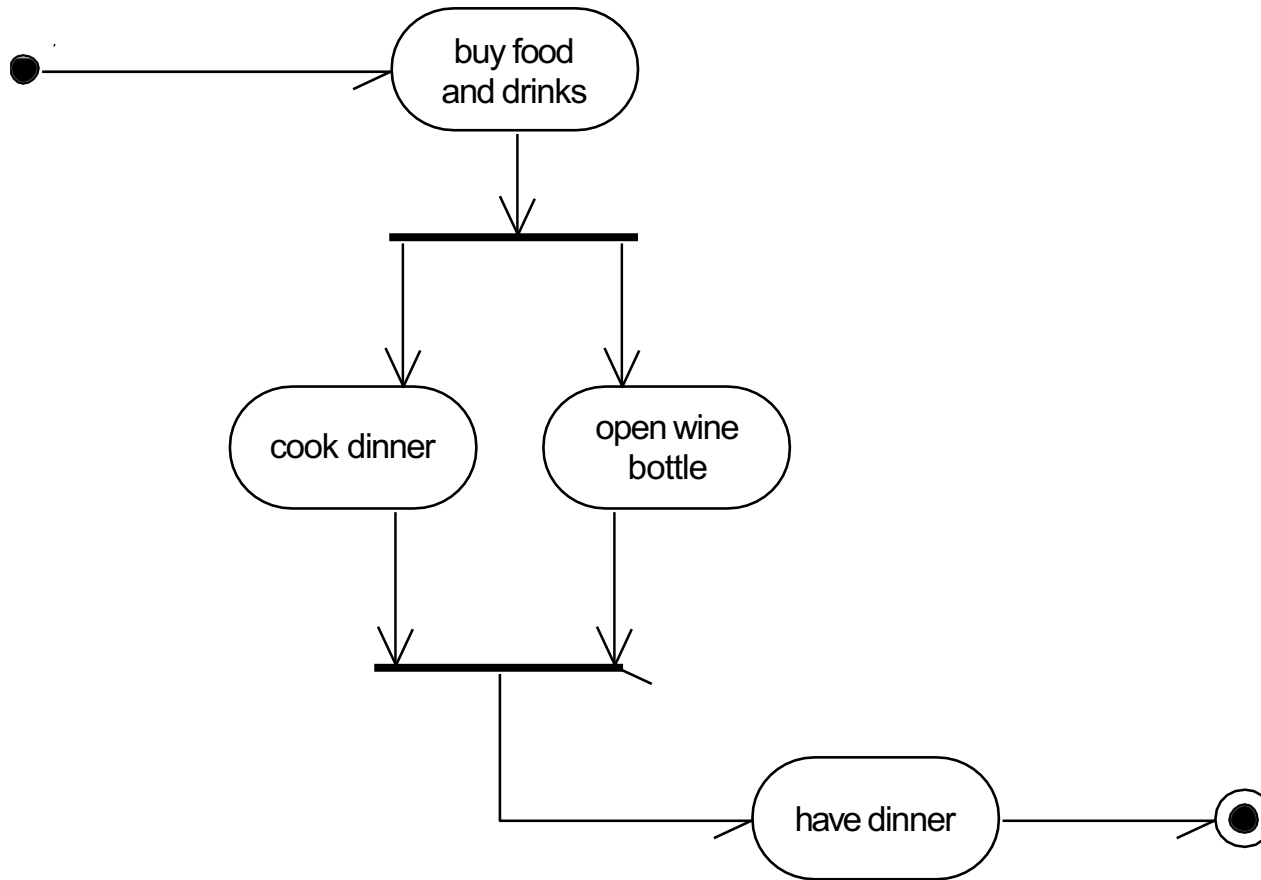 buy food
and drinks
cook dinner
open wine
bottle
have dinner